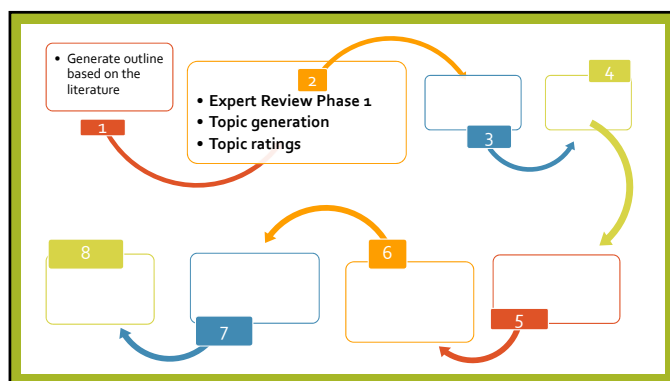 • Generate outline
based on the
literature
1
2
• Expert Review Phase 1
• Topic generation
• Topic ratings
3
4
5
6
7
8